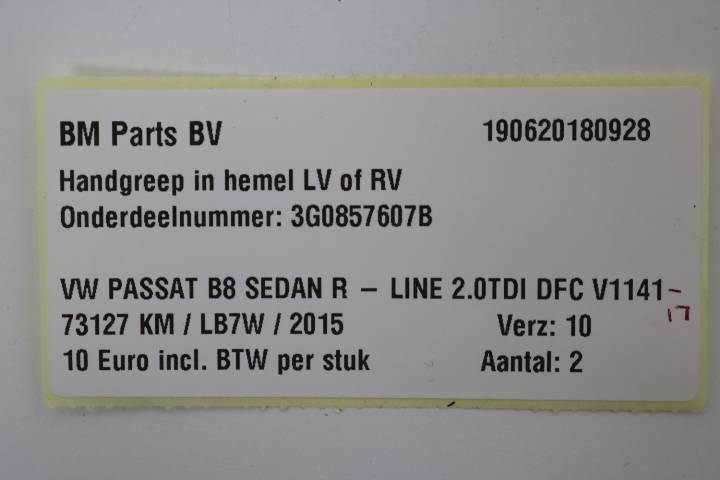 BM Parts BV 190620180928
Handgreep in hemel LV of RV
Onderdeelnummer: 3G0857607B
VW PASSAT B8 SEDAN R – LINE 2.0TDI DFC V1141-
17
73127 KM / LB7W / 2015 Verz: 10
10 Euro incl. BTW per stuk Aantal: 2